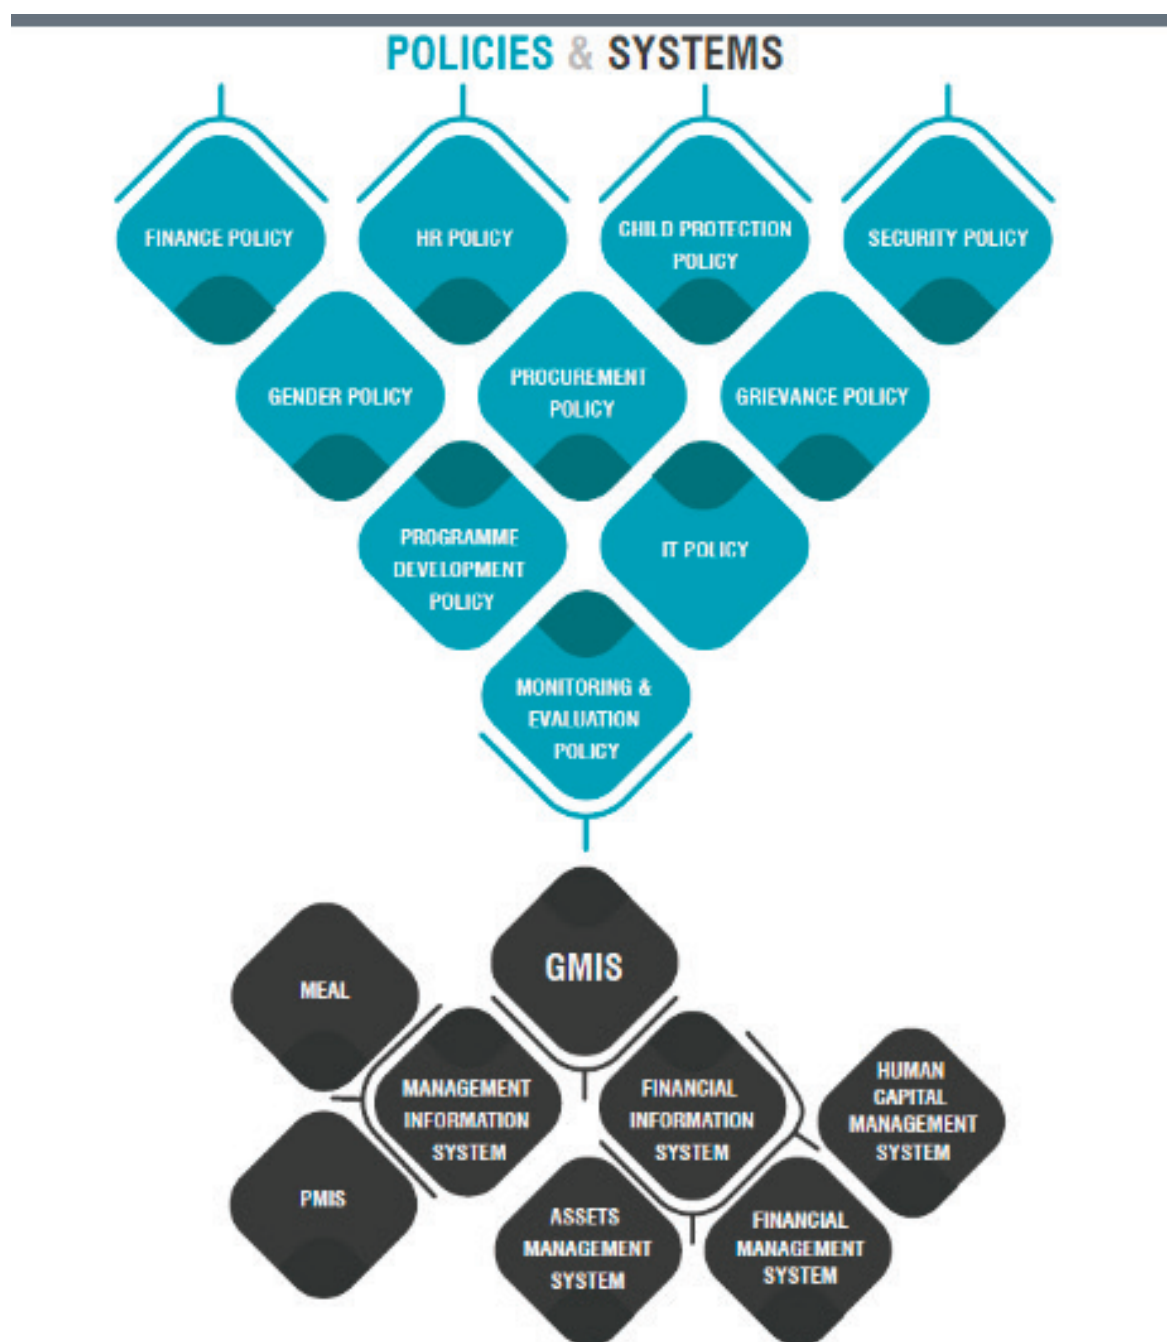 POLICIES & SYSTEMS
FINANCE POLICY
HR POLICY
CHILD PROTECTION
POLICY
SECURITY POLICY
GENDER POLICY
PROCUREMENT
POLICY
GRIEVANCE POLICY
PROGRAMME
DEVELOPMENT
POLICY
IT POLICY
MONITORING &
EVALUATION
POLICY
GMIS
MEAL
MANAGEMENT
INFORMATION
SYSTEM
FINANCIAL
INFORMATION
SYSTEM
HUMAN
CAPITAL
MANAGEMENT
SYSTEM
PMIS
ASSETS
MANAGEMENT
SYSTEM
FINANCIAL
MANAGEMENT
SYSTEM